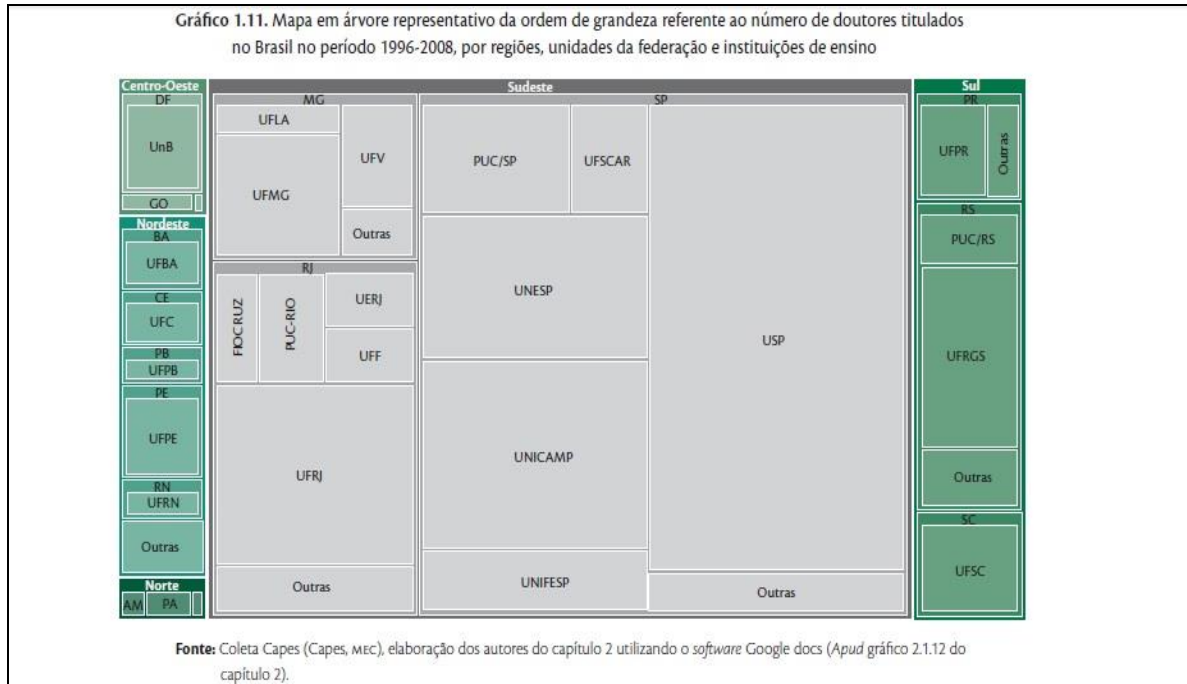 Gráfico 1.11. Mapa em árvore representativo da ordem de grandeza referente ao número de doutores titulados
no Brasil no período 1996-2008, por regiões, unidades da federação e instituições de ensino
Centro-Oeste
DF
UnB
GO
Nordeste
BA
UFBA
CE
UFC
PB
UFPB
PE
UFPE
RN
UFRN
Outras
Norte
AM
PA
Sudeste
MG
UFLA
UFMG
UFV
Outras
RJ
FIOCRUZ
PUC-RIO
UERJ
UFF
UFRJ
Outras
SP
PUC/SP
UFSCAR
UNESP
UNICAMP
UNIFESP
USP
Outras
Sul
PR
UFPR
Outras
RS
PUC/RS
UFRGS
Outras
SC
UFSC
Fonte: Coleta Capes (Capes, MEC), elaboração dos autores do capítulo 2 utilizando o software Google docs (Apud gráfico 2.1.12 do
capítulo 2).